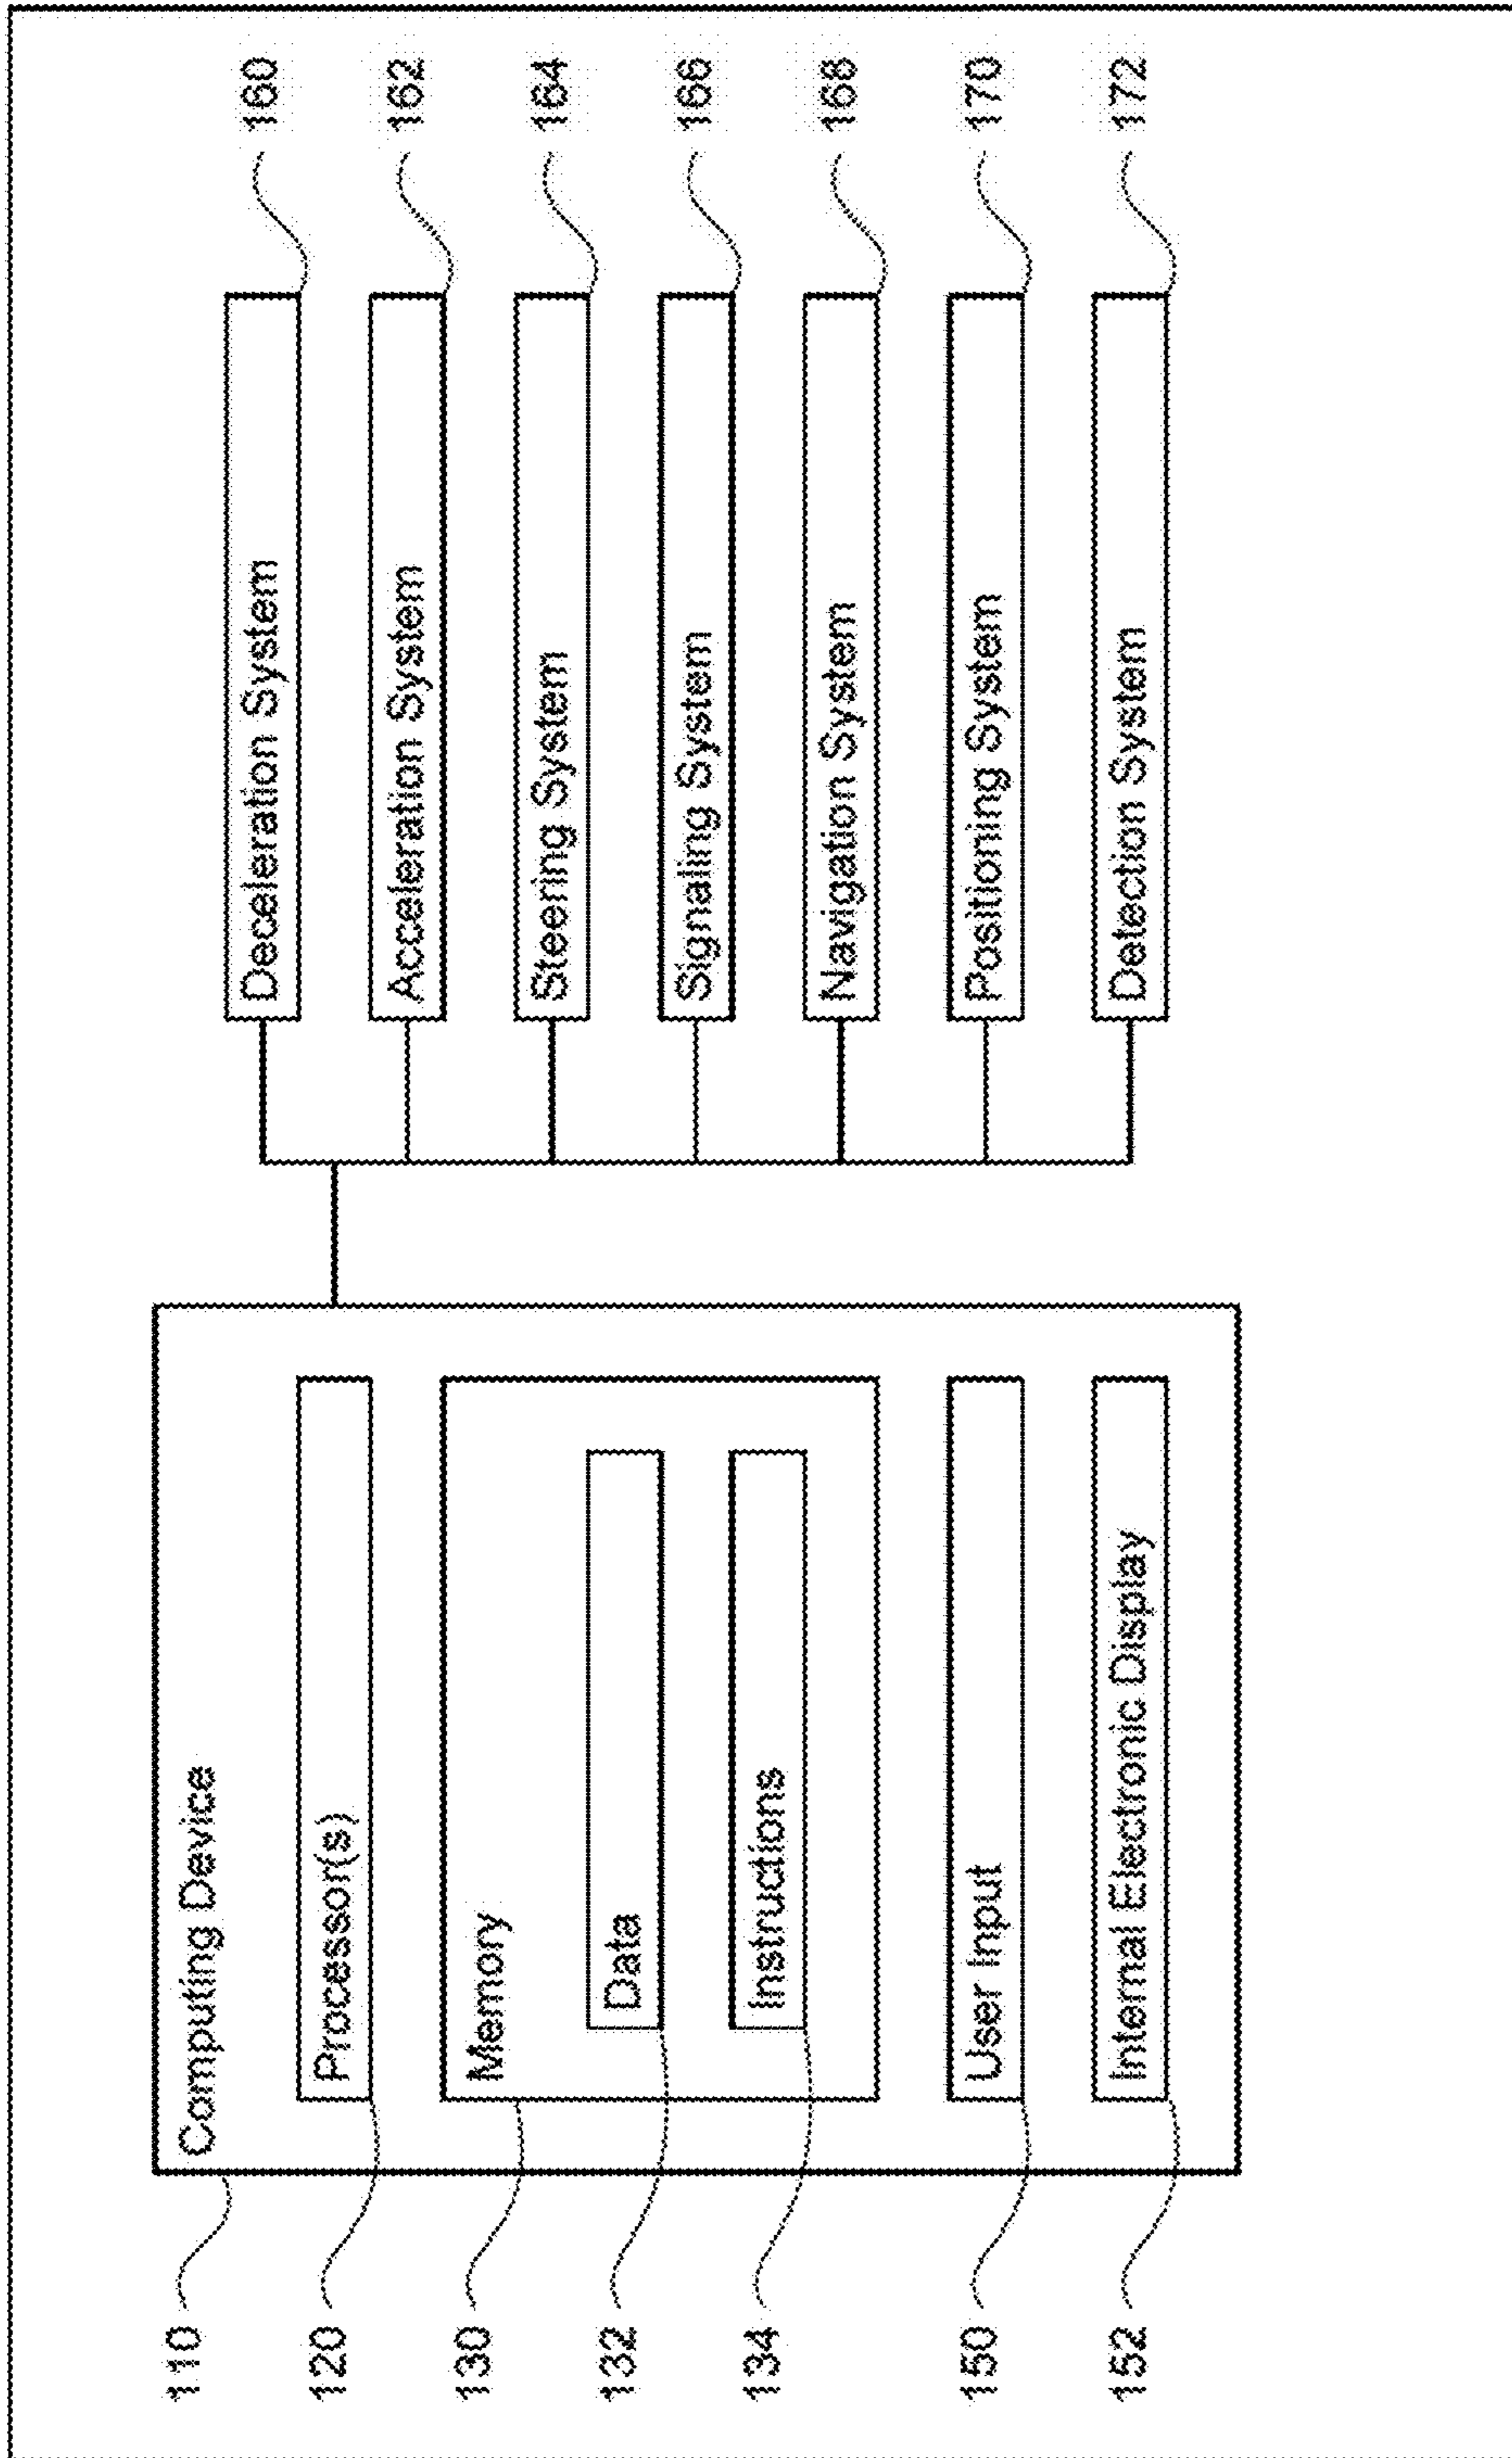 110
Computing Device
120
Processor(s)
130
Memory
132
Data
134
Instructions
150
User Input
152
Internal Electronic Display
Deceleration System
160
Acceleration System
162
Steering System
164
Signaling System
166
Navigation System
168
Positioning System
170
Detection System
172